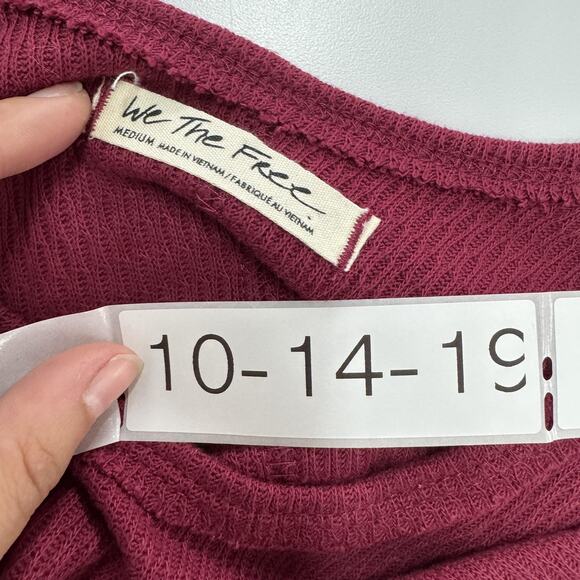 We The Free
MEDIUM MADE IN VIETNAM / FABRIQUÉ AU VIETNAM
10-14-19